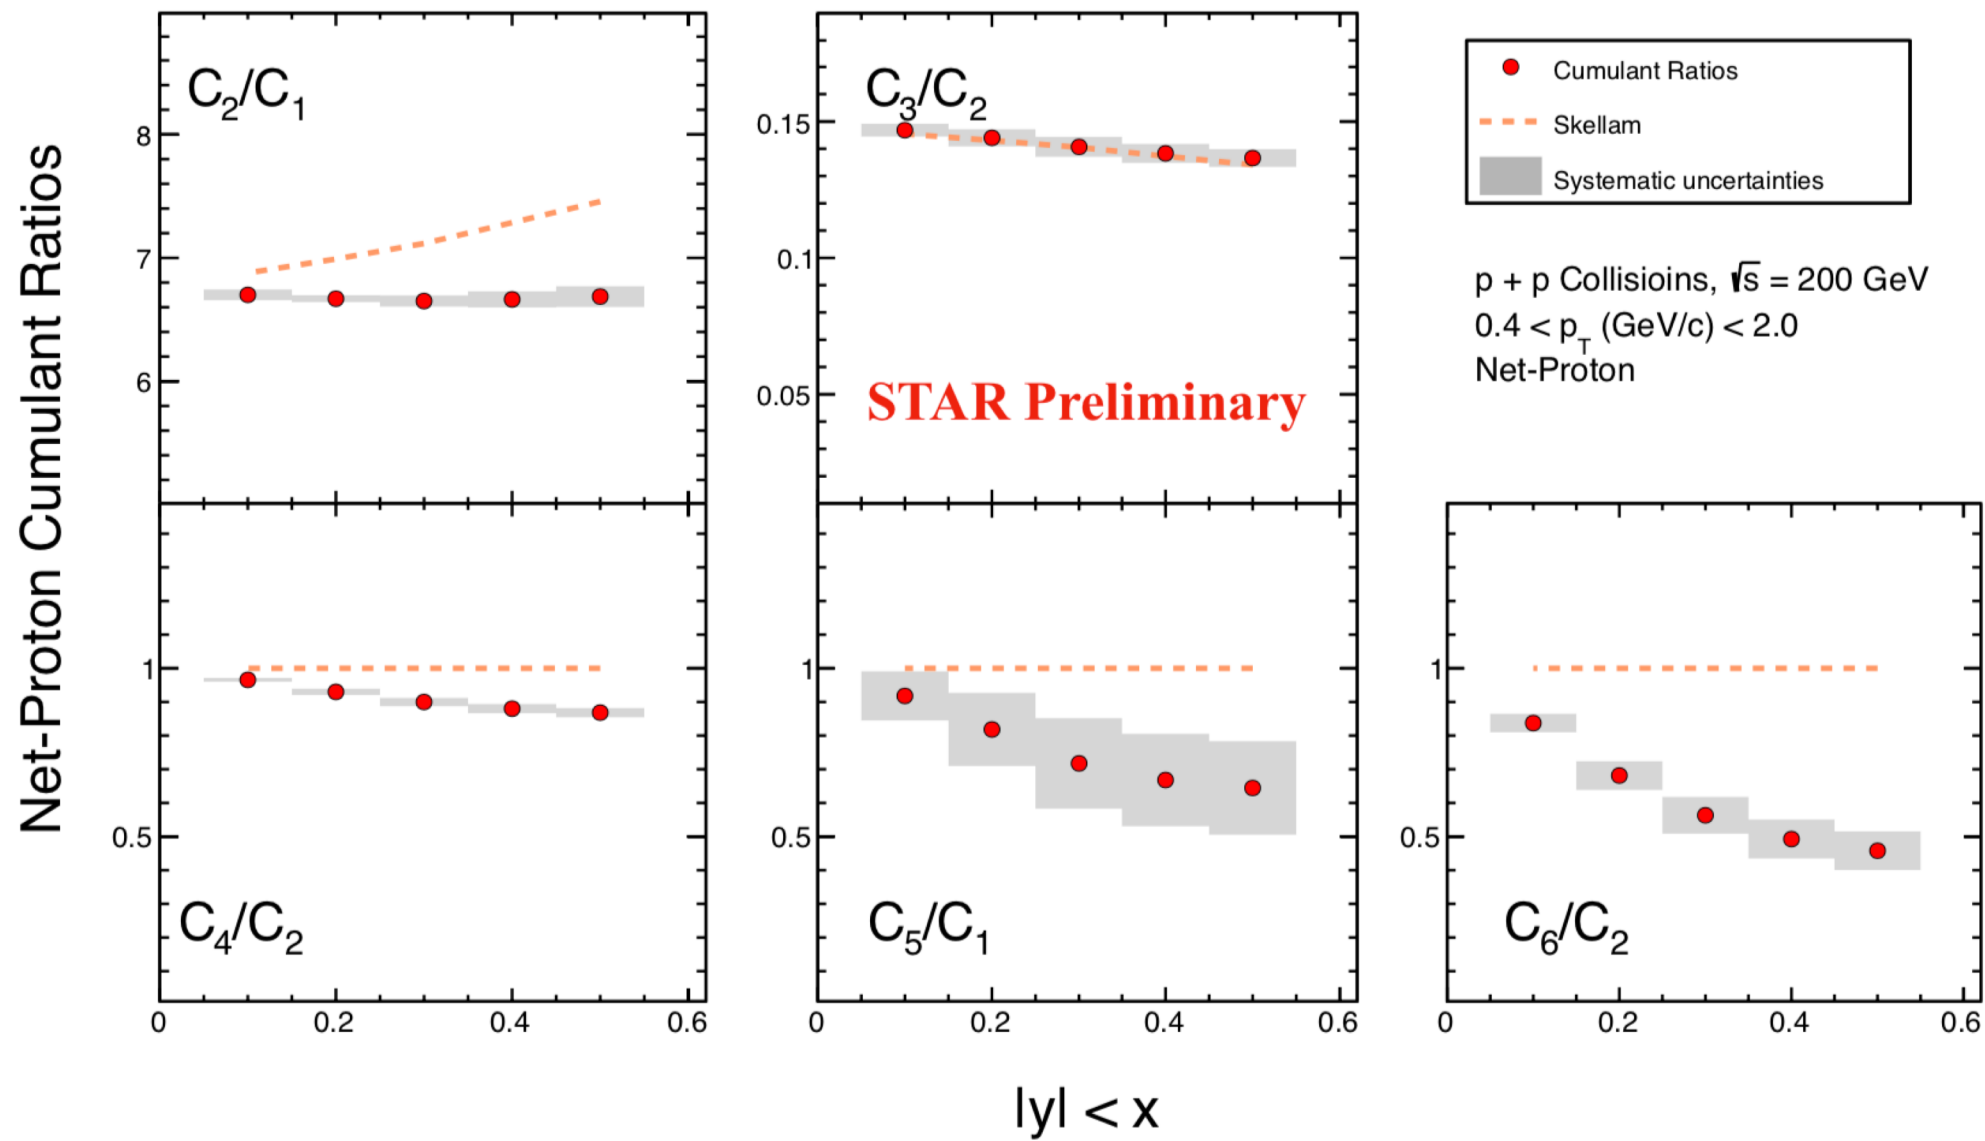 Net-Proton Cumulant Ratios
C2/C1
8
7
6
C3/C2
0.15
0.1
0.05
STAR Preliminary
Cumulant Ratios
Skellam
Systematic uncertainties
p + p Collisioins, √s = 200 GeV
0.4 < pT (GeV/c) < 2.0
Net-Proton
1
0.5
C4/C2
0 0.2 0.4 0.6
1
0.5
C5/C1
0 0.2 0.4 0.6
1
0.5
C6/C2
0 0.2 0.4 0.6
|y| < x